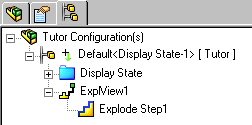 Tutor Configuration(s)
Default<Display State-1> [ Tutor ]
Display State
ExplView1
Explode Step1